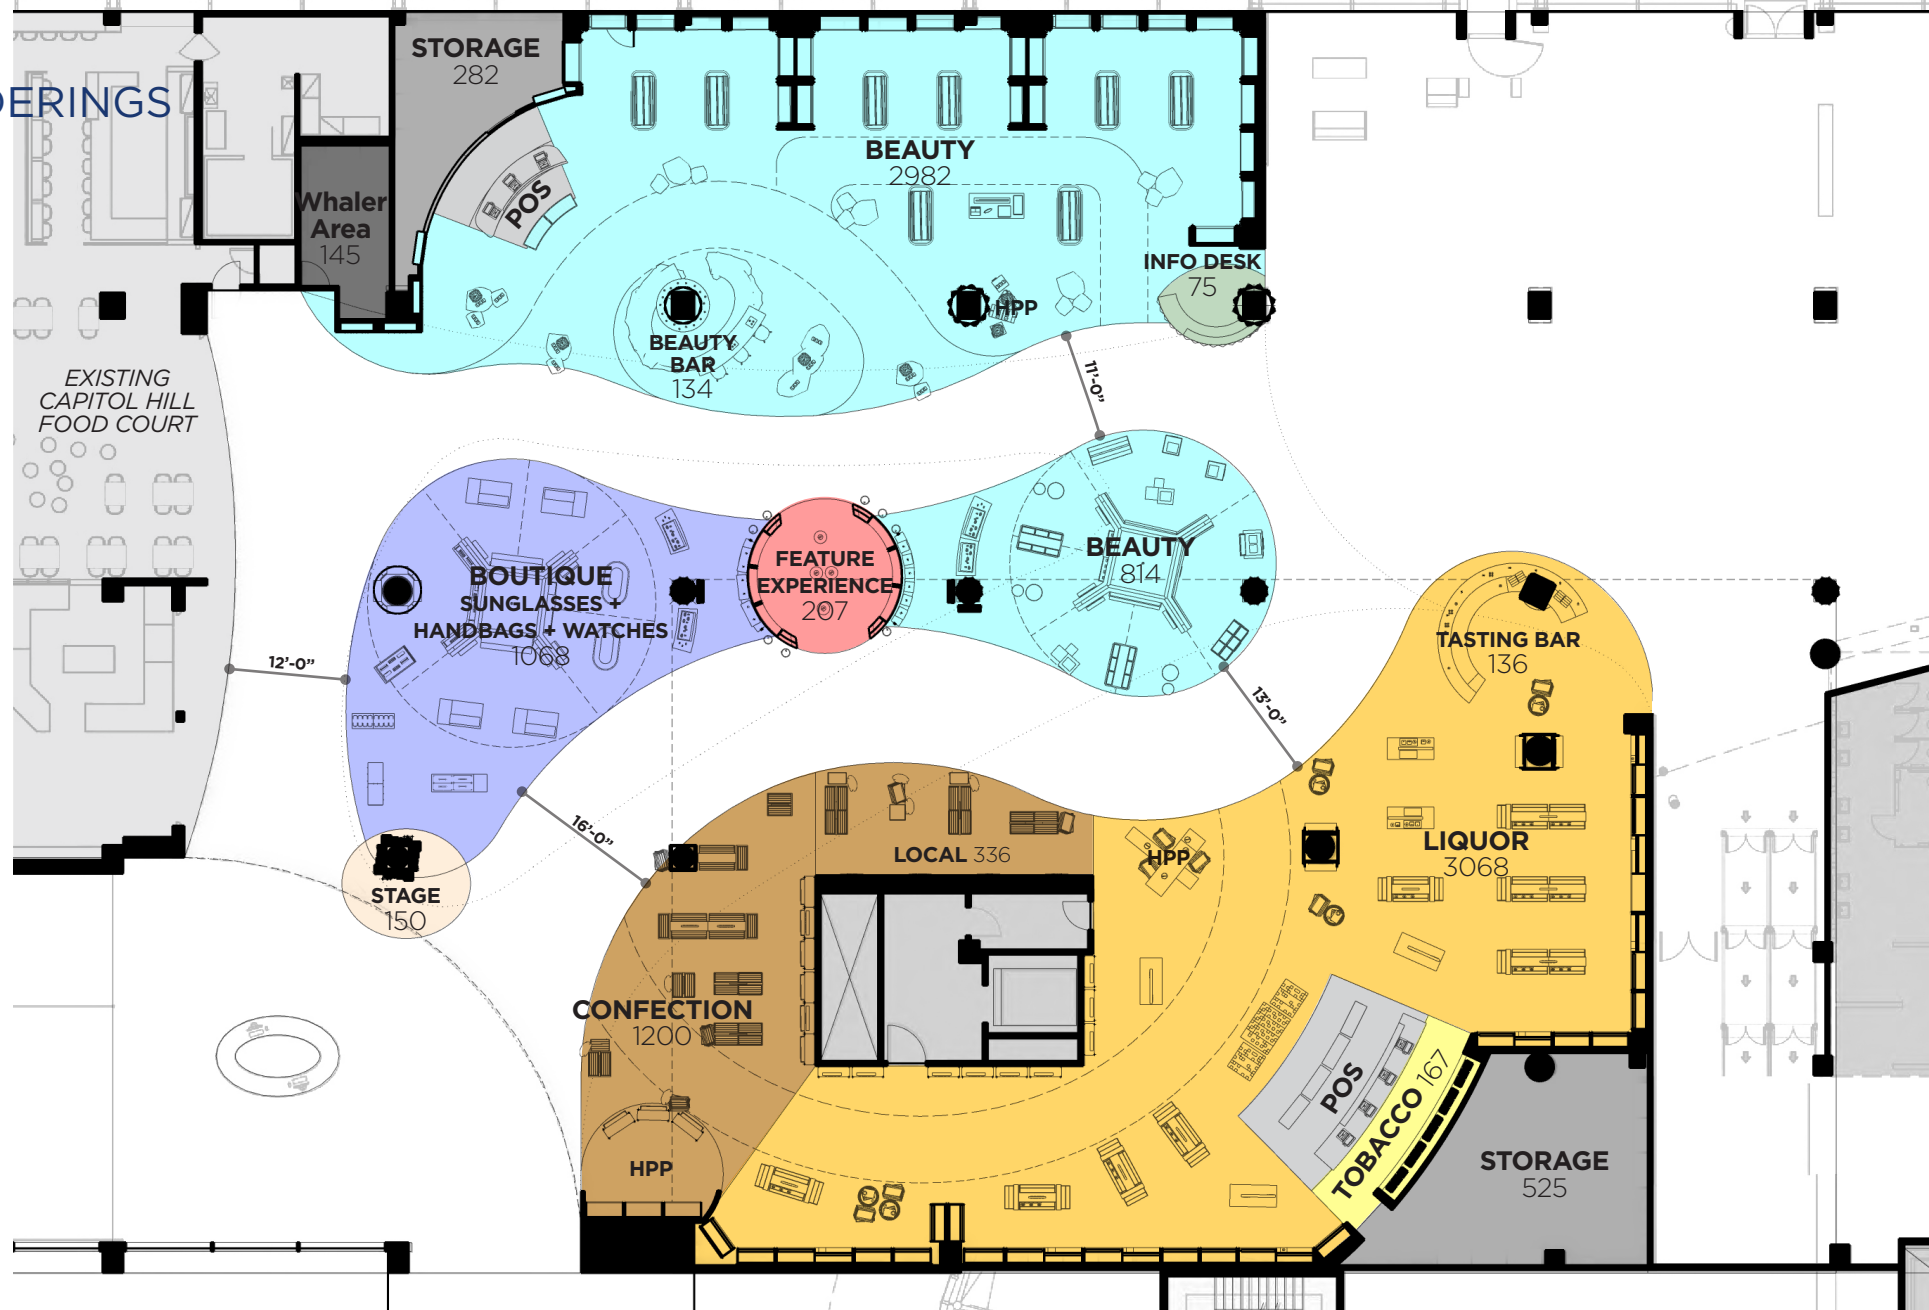 DERINGS
STORAGE
282
Whaler
Area
145
POS
BEAUTY
2982
INFO DESK
75
HPP
BEAUTY
BAR
134
EXISTING
CAPITOL HILL
FOOD COURT
11'-0"
BOUTIQUE
SUNGLASSES +
HANDBAGS + WATCHES
1068
FEATURE
EXPERIENCE
207
BEAUTY
814
12'-0"
13'-0"
TASTING BAR
136
16'-0"
STAGE
150
LOCAL 336
HPP
LIQUOR
3068
CONFECTION
1200
HPP
POS
TOBACCO 167
STORAGE
525